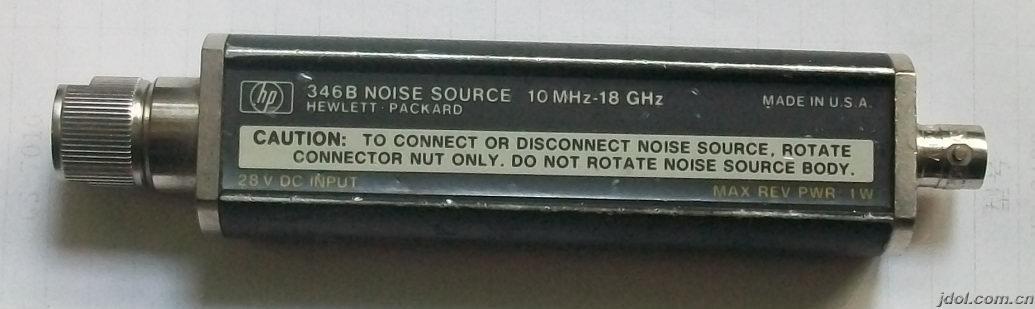 hp 346B NOISE SOURCE 10 MHz-18 GHz MADE IN U.S.A.
HEWLETT·PACKARD
CAUTION: TO CONNECT OR DISCONNECT NOISE SOURCE, ROTATE
CONNECTOR NUT ONLY. DO NOT ROTATE NOISE SOURCE BODY.
28 V DC INPUT MAX REV PWR 1W
jdol.com.cn